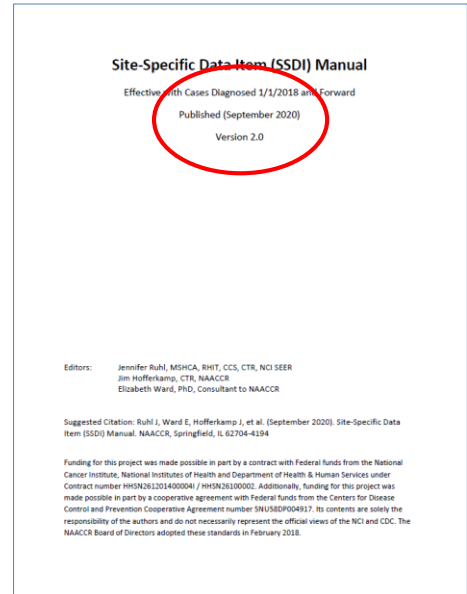 Site-Specific Data Item (SSDI) Manual
Effective with Cases Diagnosed 1/1/2018 and Forward
Published (September 2020)
Version 2.0
Editors: Jennifer Ruhl, MSHCA, RHIT, CCS, CTR, NCI SEER
Jim Hofferkamp, CTR, NAACCR
Elizabeth Ward, PhD, Consultant to NAACCR
Suggested Citation: Ruhl J, Ward E, Hofferkamp J, et al. (September 2020). Site-Specific Data
Item (SSDI) Manual. NAACCR, Springfield, IL 62704-4194
Funding for this project was made possible in part by a contract with Federal funds from the National
Cancer Institute, National Institutes of Health and Department of Health & Human Services under
Contract number HHSN261201400004I / HHSN26100002. Additionally, funding for this project was
made possible in part by a cooperative agreement with Federal funds from the Centers for Disease
Control and Prevention Cooperative Agreement number 5NU58DP004917. Its contents are solely the
responsibility of the authors and do not necessarily represent the official views of the NCI and CDC. The
NAACCR Board of Directors adopted these standards in February 2018.